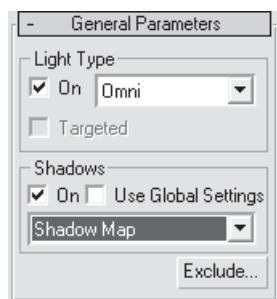 - General Parameters
Light Type
On Omni
Targeted
Shadows
On Use Global Settings
Shadow Map
Exclude...